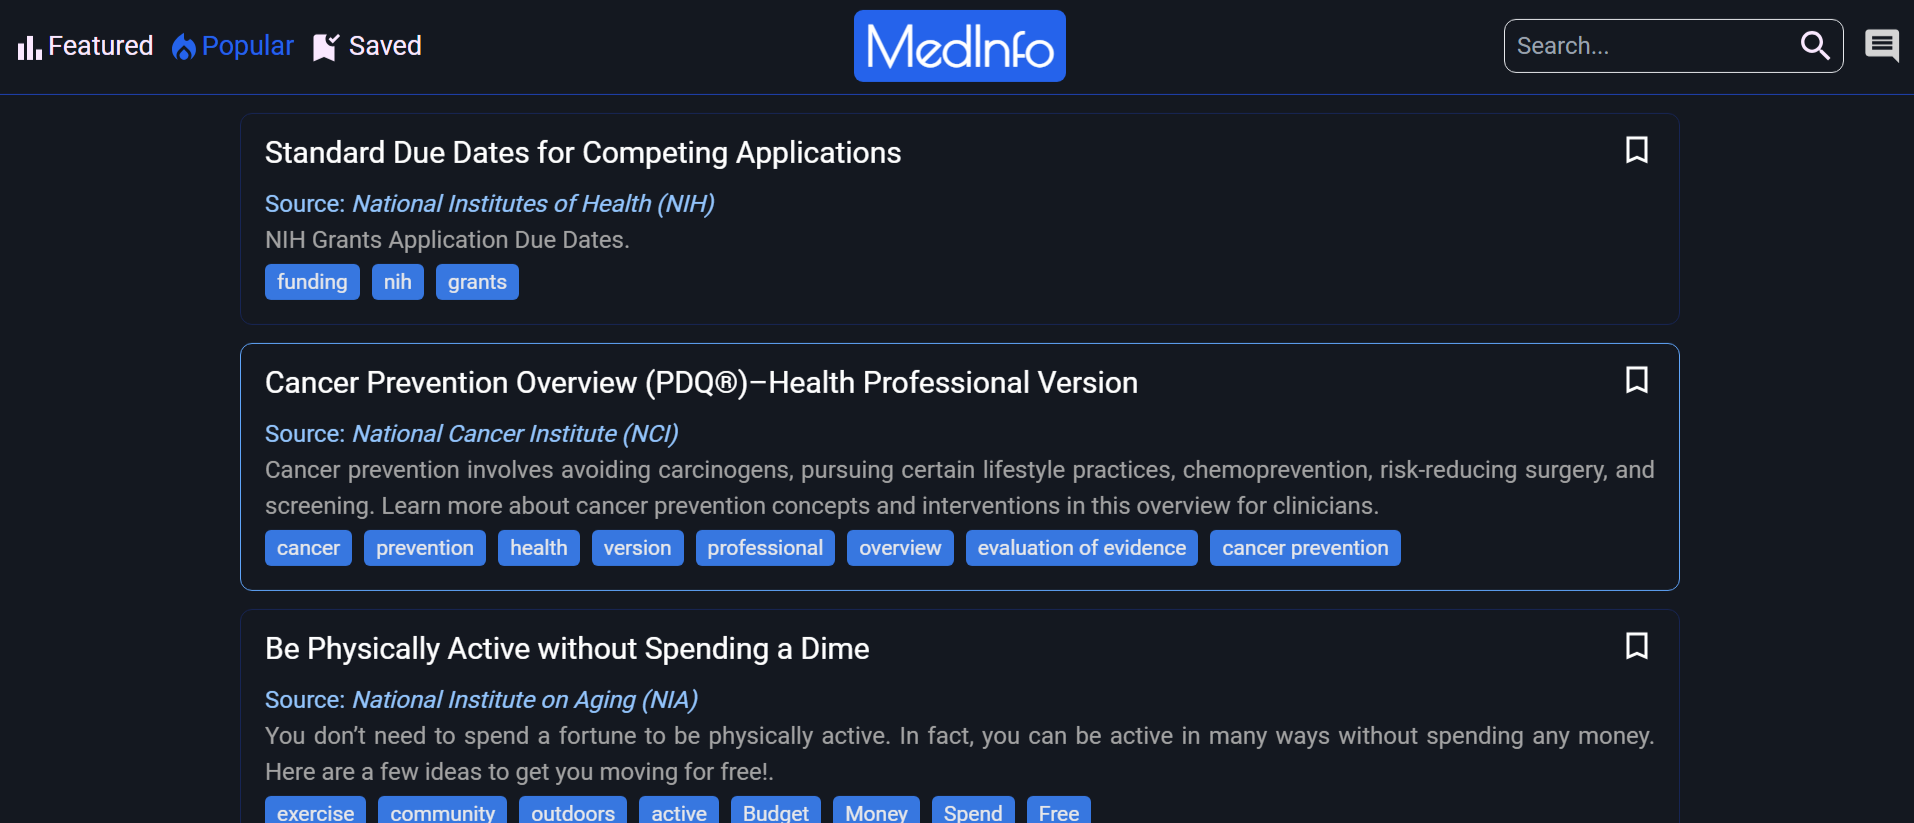 Featured Popular Saved
MedInfo
Search...
Standard Due Dates for Competing Applications
Source: National Institutes of Health (NIH)
NIH Grants Application Due Dates.
funding nih grants
Cancer Prevention Overview (PDQ®)–Health Professional Version
Source: National Cancer Institute (NCI)
Cancer prevention involves avoiding carcinogens, pursuing certain lifestyle practices, chemoprevention, risk-reducing surgery, and
screening. Learn more about cancer prevention concepts and interventions in this overview for clinicians.
cancer prevention health version professional overview evaluation of evidence cancer prevention
Be Physically Active without Spending a Dime
Source: National Institute on Aging (NIA)
You don’t need to spend a fortune to be physically active. In fact, you can be active in many ways without spending any money.
Here are a few ideas to get you moving for free!.
exercise community outdoors active Budget Money Spend Free